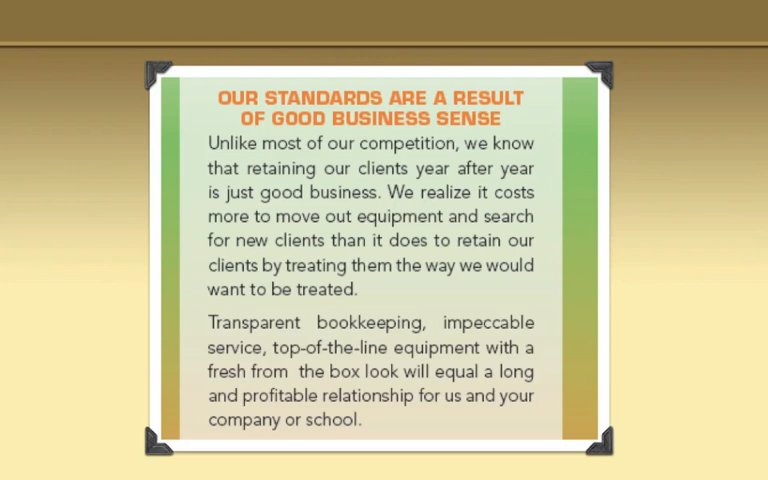 OUR STANDARDS ARE A RESULT
OF GOOD BUSINESS SENSE
Unlike most of our competition, we know
that retaining our clients year after year
is just good business. We realize it costs
more to move out equipment and search
for new clients than it does to retain our
clients by treating them the way we would
want to be treated.
Transparent bookkeeping, impeccable
service, top-of-the-line equipment with a
fresh from the box look will equal a long
and profitable relationship for us and your
company or school.